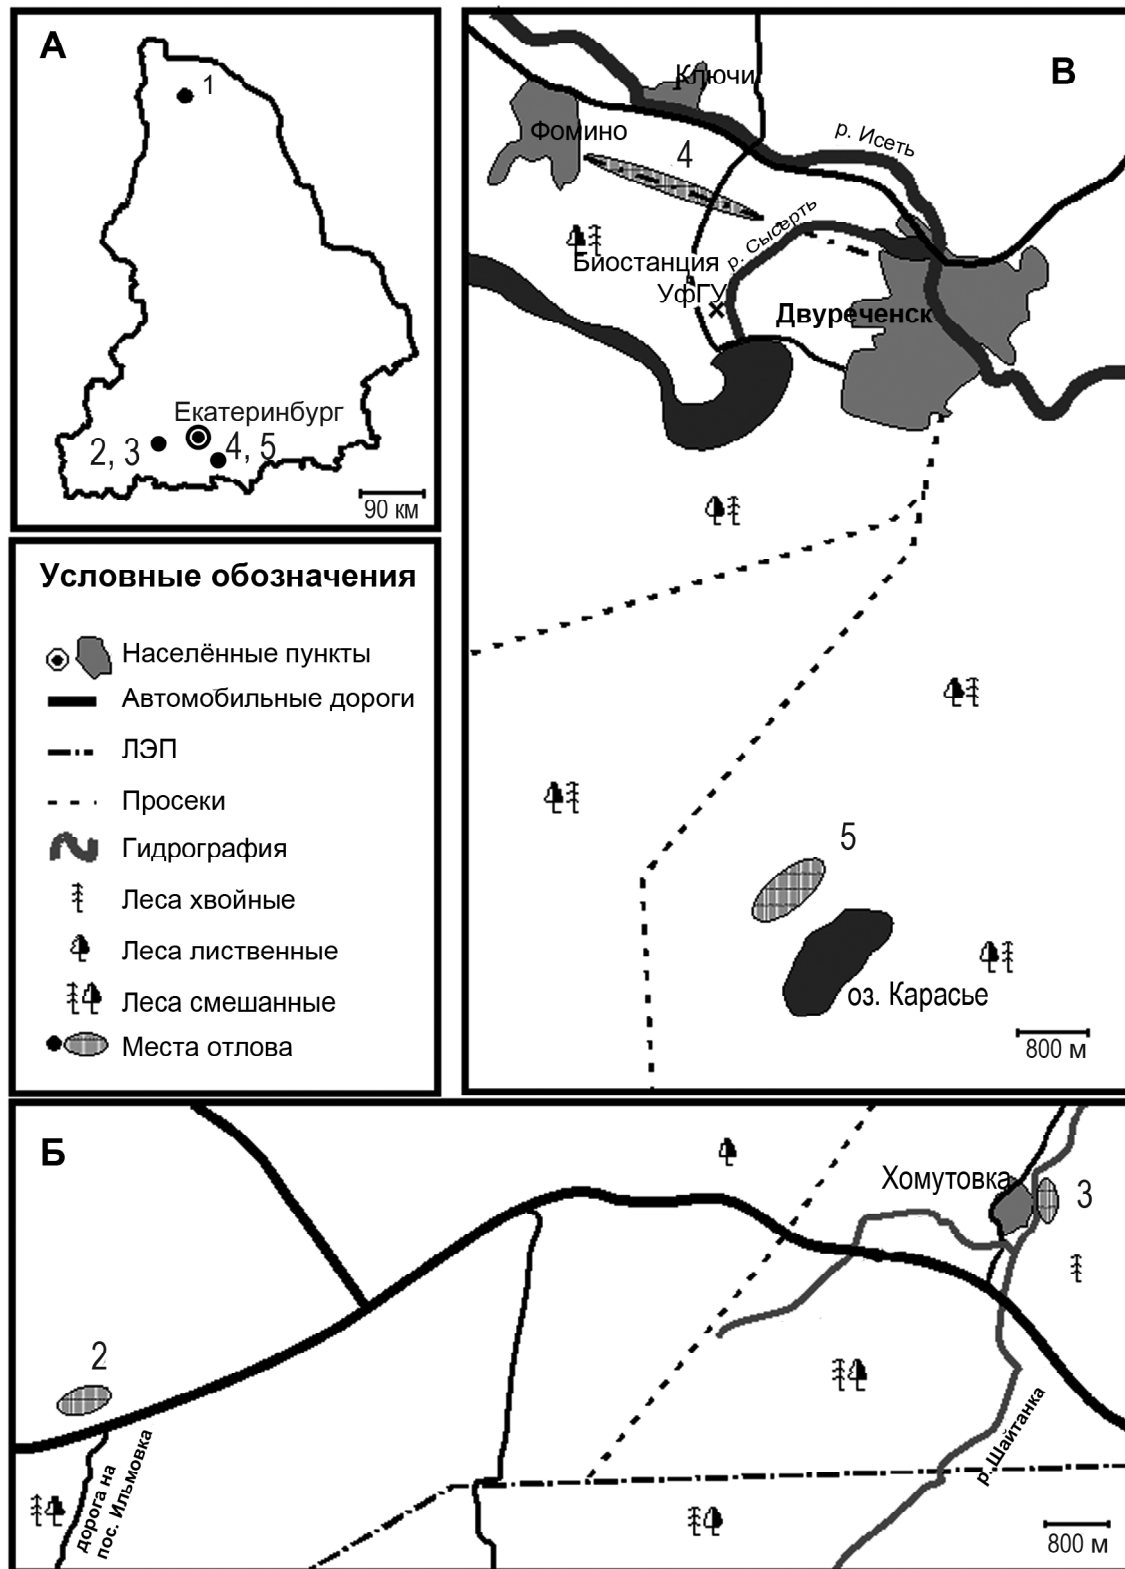 А
1
Екатеринбург
2, 3
4, 5
90 км
Условные обозначения
Населённые пункты
Автомобильные дороги
ЛЭП
Просеки
Гидрография
Леса хвойные
Леса лиственные
Леса смешанные
Места отлова
В
Ключи
Фомино
4
р. Исеть
р. Сысерть
Биостанция
УфГУ
Двуреченск
5
оз. Карасье
800 м
Б
Хомутовка
3
2
дорога на
пос. Ильмовка
р. Шайтанка
800 м